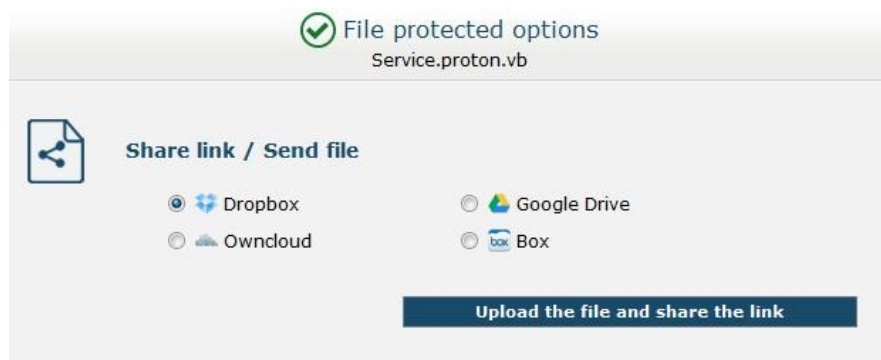 File protected options
Service.proton.vb
Share link / Send file
Dropbox
Google Drive
Owncloud
box Box
Upload the file and share the link